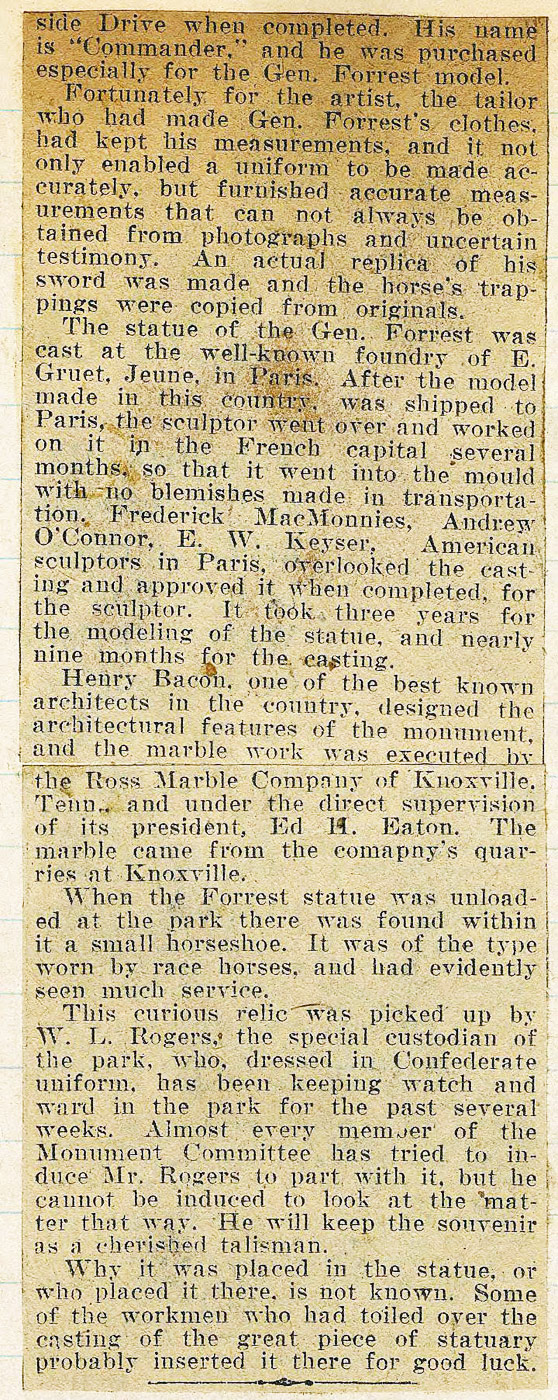 side Drive when completed. His name
is "Commander," and he was purchased
especially for the Gen. Forrest model.
Fortunately for the artist, the tailor
who had made Gen. Forrest's clothes,
had kept his measurements, and it not
only enabled a uniform to be made ac-
curately, but furnished accurate meas-
urements that can not always be ob-
tained from photographs and uncertain
testimony. An actual replica of his
sword was made and the horse's trap-
pings were copied from originals.
The statue of the Gen. Forrest was
cast at the well-known foundry of E.
Gruet, Jeune, in Paris. After the model
made in this country, was shipped to
Paris, the sculptor went over and worked
on it in the French capital several
months, so that it went into the mould
with no blemishes made in transporta-
tion. Frederick MacMonnies, Andrew
O'Connor, E. W. Keyser, American
sculptors in Paris, overlooked the cast-
ing and approved it when completed, for
the sculptor. It took three years for
the modeling of the statue, and nearly
nine months for the casting.
Henry Bacon, one of the best known
architects in the country, designed the
architectural features of the monument,
and the marble work was executed by
the Ross Marble Company of Knoxville,
Tenn., and under the direct supervision
of its president, Ed H. Eaton. The
marble came from the comapny's quar-
ries at Knoxville.
When the Forrest statue was unload-
ed at the park there was found within
it a small horseshoe. It was of the type
worn by race horses, and had evidently
seen much service.
This curious relic was picked up by
W. L. Rogers, the special custodian of
the park, who, dressed in Confederate
uniform, has been keeping watch and
ward in the park for the past several
weeks. Almost every member of the
Monument Committee has tried to in-
duce Mr. Rogers to part with it, but he
cannot be induced to look at the mat-
ter that way. He will keep the souvenir
as a cherished talisman.
Why it was placed in the statue, or
who placed it there, is not known. Some
of the workmen who had toiled over the
casting of the great piece of statuary
probably inserted it there for good luck.